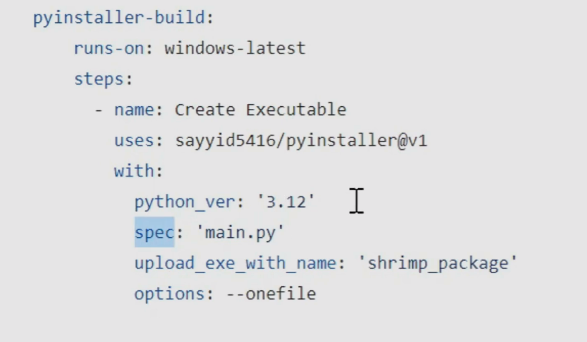 pyinstaller-build:
runs-on: windows-latest
steps:
- name: Create Executable
uses: sayyid5416/pyinstaller@v1
with:
python_ver: '3.12'
spec: 'main.py'
upload_exe_with_name: 'shrimp_package'
options: --onefile